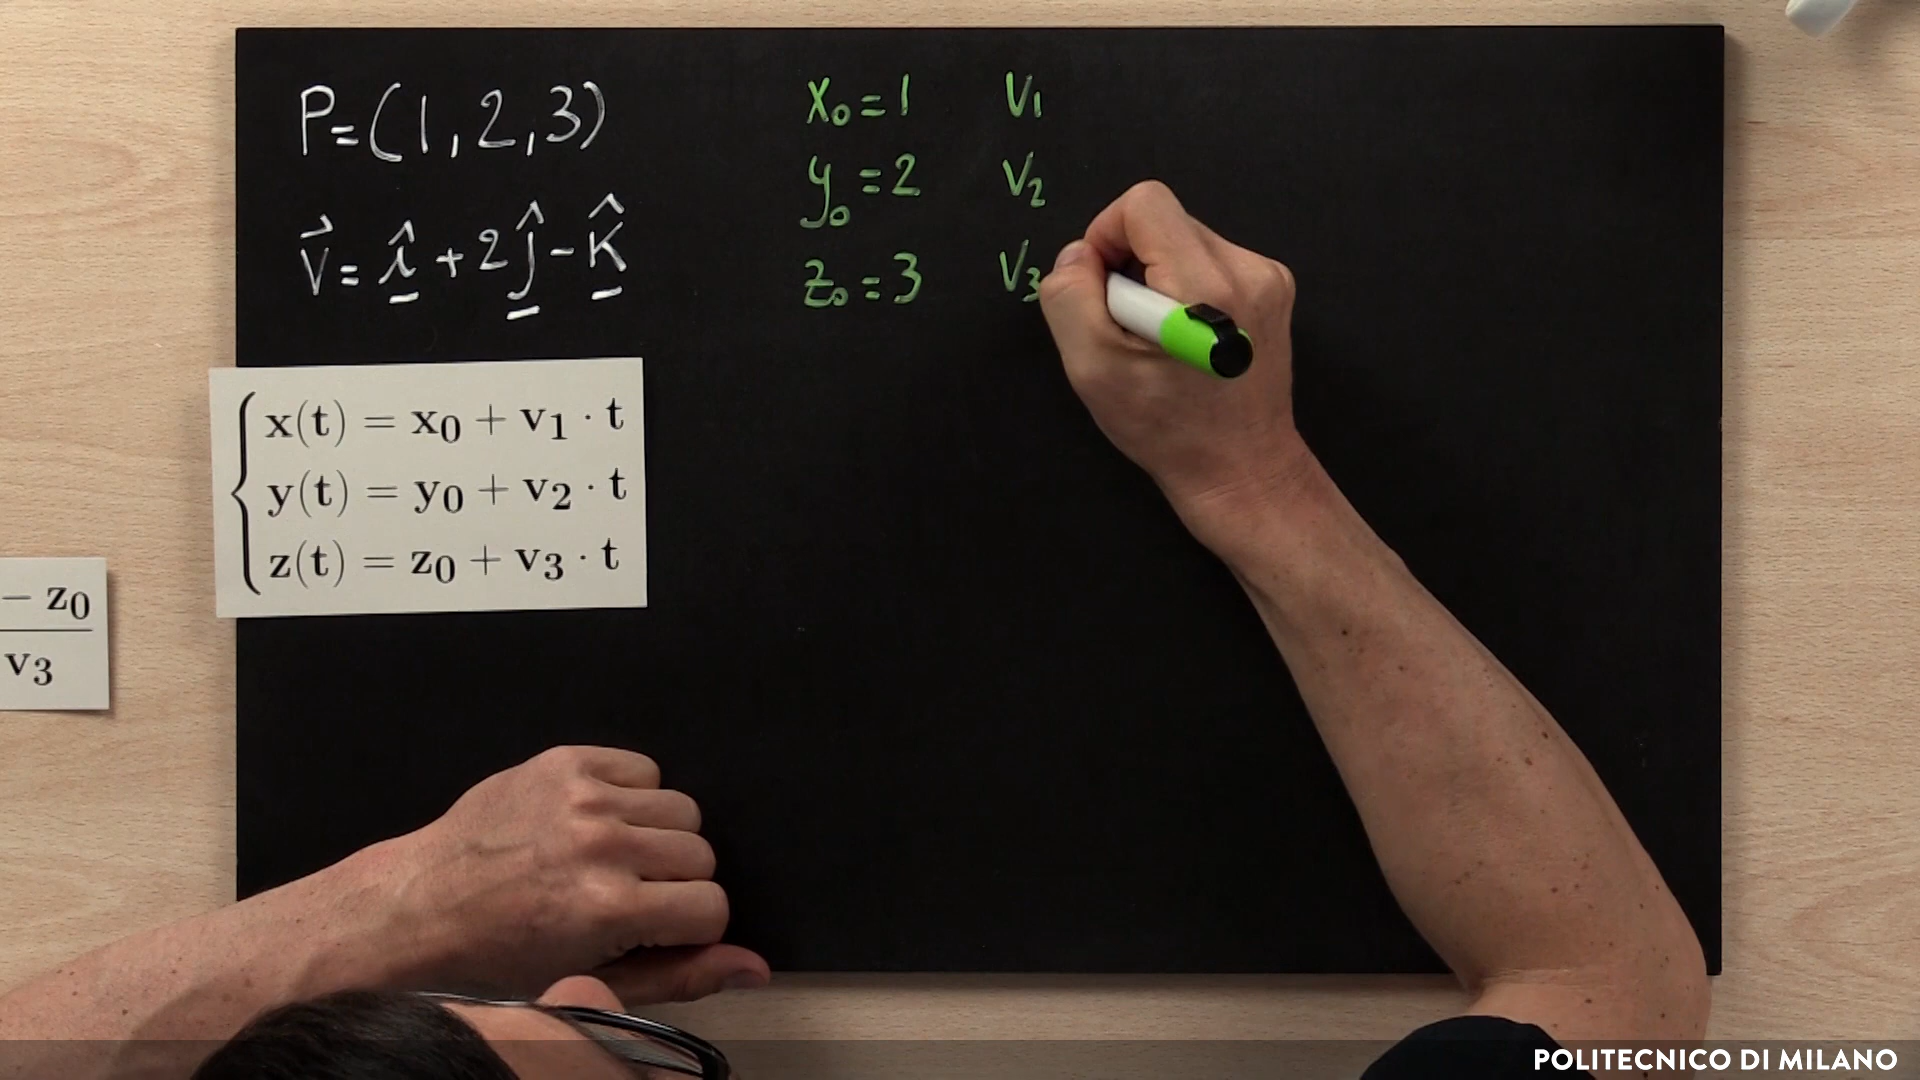 P=(1,2,3)
x₀=1 V₁
y₀=2 V₂
V⃗= î+2ĵ-k̂
z₀=3 V₃
x(t) = x₀ + v₁ · t
y(t) = y₀ + v₂ · t
z(t) = z₀ + v₃ · t
− z₀
v₃
POLITECNICO DI MILANO